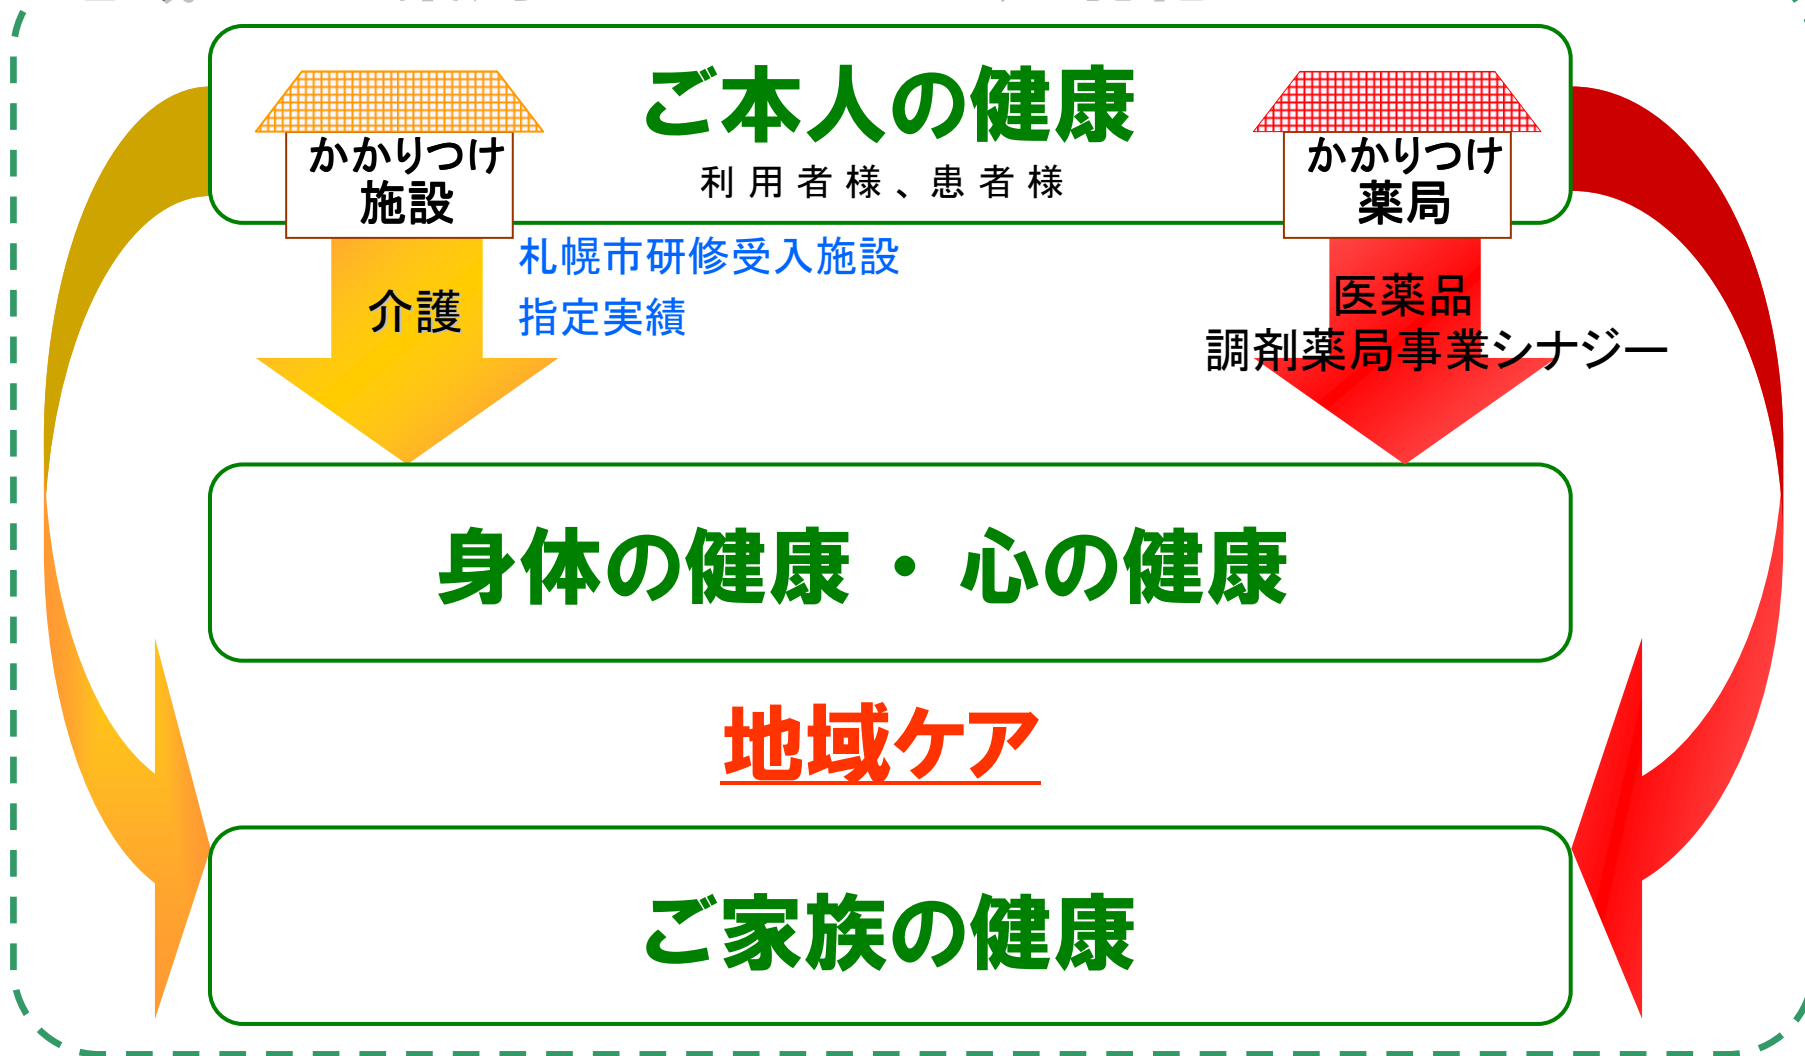 ご本人の健康
利用者様、患者様
かかりつけ
施設
かかりつけ
薬局
介護
札幌市研修受入施設
指定実績
医薬品
調剤薬局事業シナジー
身体の健康 ・ 心の健康
地域ケア
ご家族の健康